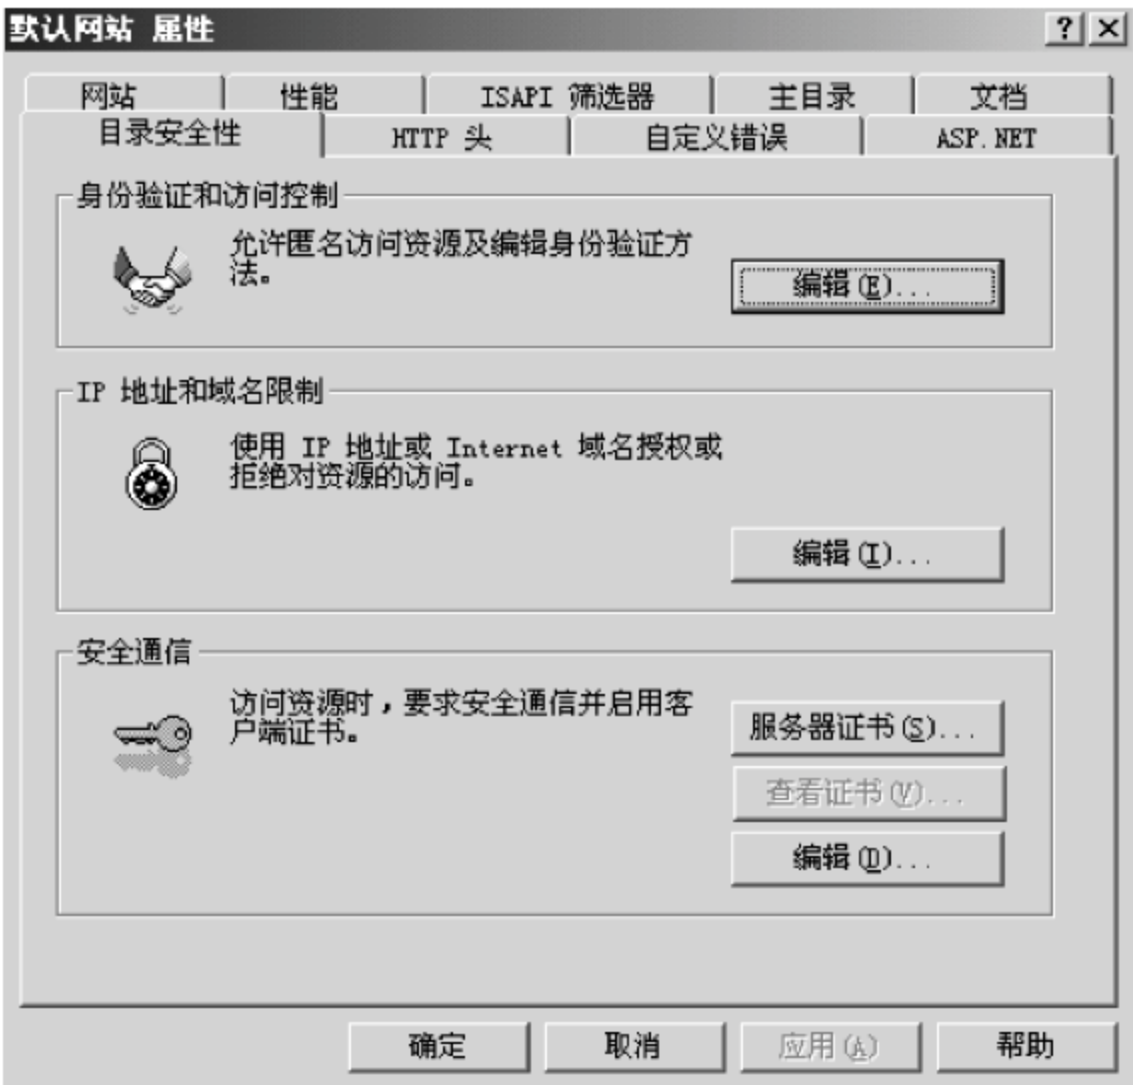 默认网站 属性
网站 性能 ISAPI 筛选器 主目录 文档
目录安全性 HTTP 头 自定义错误 ASP.NET
身份验证和访问控制
允许匿名访问资源及编辑身份验证方
法。
编辑(E)...
IP 地址和域名限制
使用 IP 地址或 Internet 域名授权或
拒绝对资源的访问。
编辑(I)...
安全通信
访问资源时，要求安全通信并启用客
户端证书。
服务器证书(S)...
查看证书(V)...
编辑(D)...
确定 取消 应用(A) 帮助